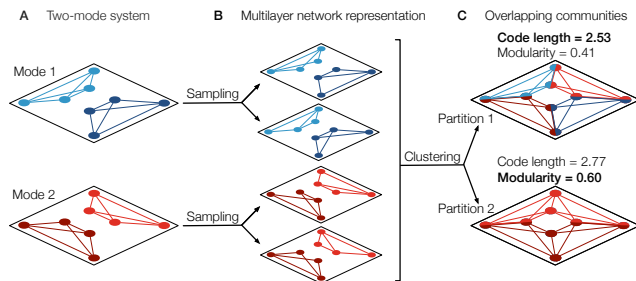 A Two-mode system
B Multilayer network representation
C Overlapping communities
Mode 1
Sampling
Mode 2
Sampling
Clustering
Code length = 2.53
Modularity = 0.41
Partition 1
Code length = 2.77
Modularity = 0.60
Partition 2